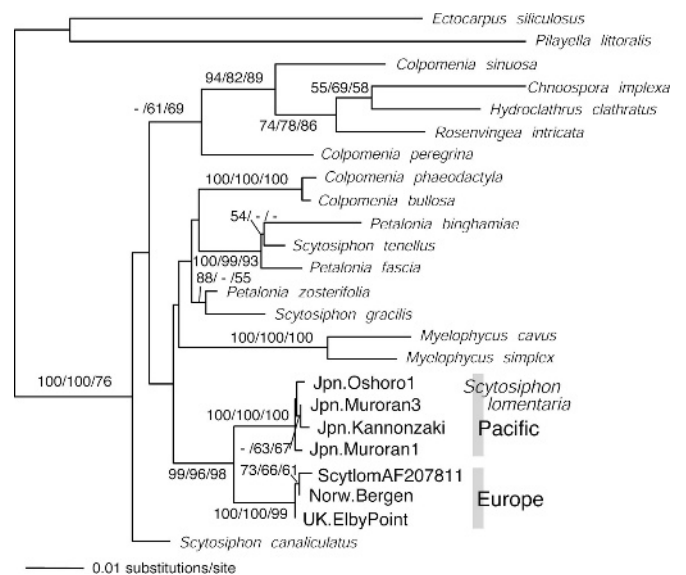 Ectocarpus siliculosus
Pilayella littoralis
Colpomenia sinuosa
94/82/89
55/69/58
Chnoospora implexa
- /61/69
Hydroclathrus clathratus
74/78/86
Rosenvingea intricata
Colpomenia peregrina
100/100/100
Colpomenia phaeodactyla
Colpomenia bullosa
54/ - / -
Petalonia binghamiae
Scytosiphon tenellus
100/99/93
Petalonia fascia
88/ - /55
Petalonia zosterifolia
Scytosiphon gracilis
100/100/100
Myelophycus cavus
Myelophycus simplex
100/100/76
Jpn.Oshoro1
Scytosiphon
lomentaria
100/100/100
Jpn.Muroran3
Jpn.Kannonzaki
Pacific
- /63/67
Jpn.Muroran1
99/96/98
73/66/61
ScytlomAF207811
Norw.Bergen
Europe
100/100/99
UK.ElbyPoint
Scytosiphon canaliculatus
0.01 substitutions/site